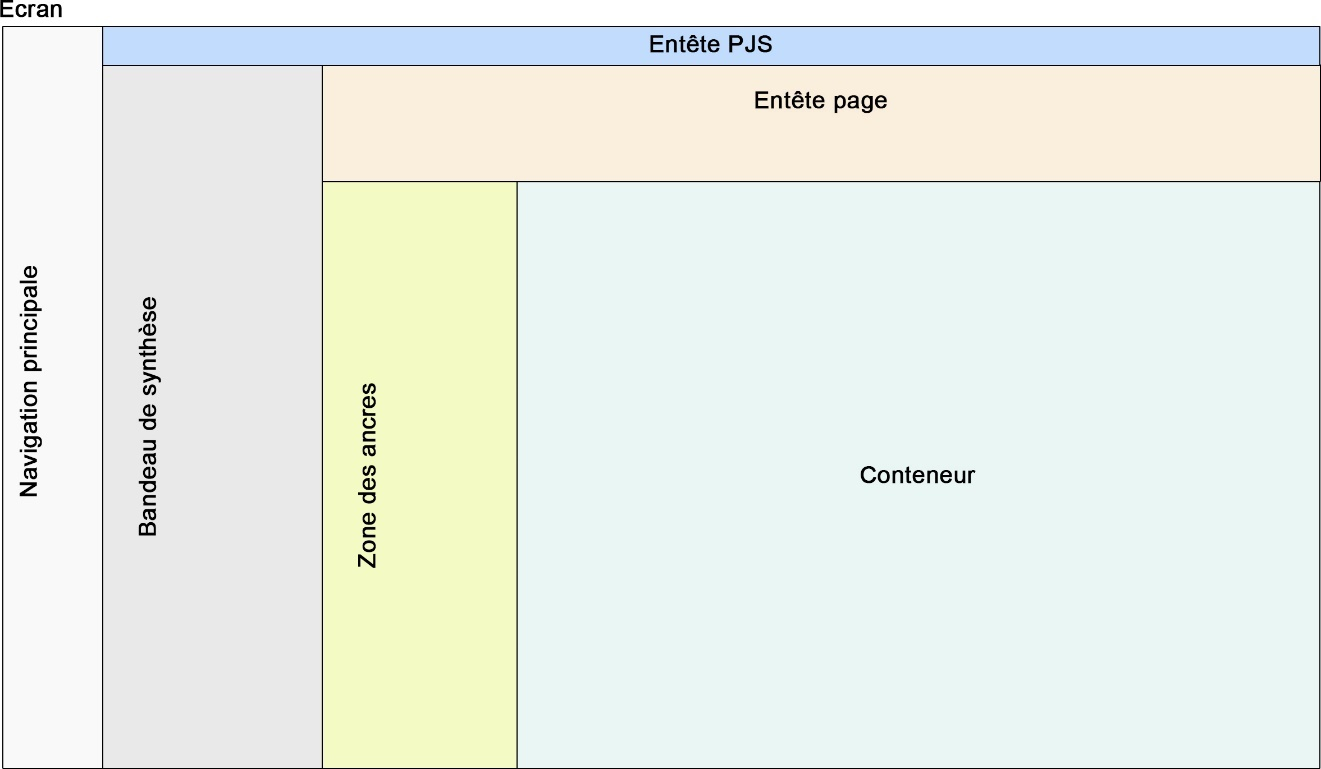 Ecran
Entête PJS
Entête page
Navigation principale
Bandeau de synthèse
Zone des ancres
Conteneur